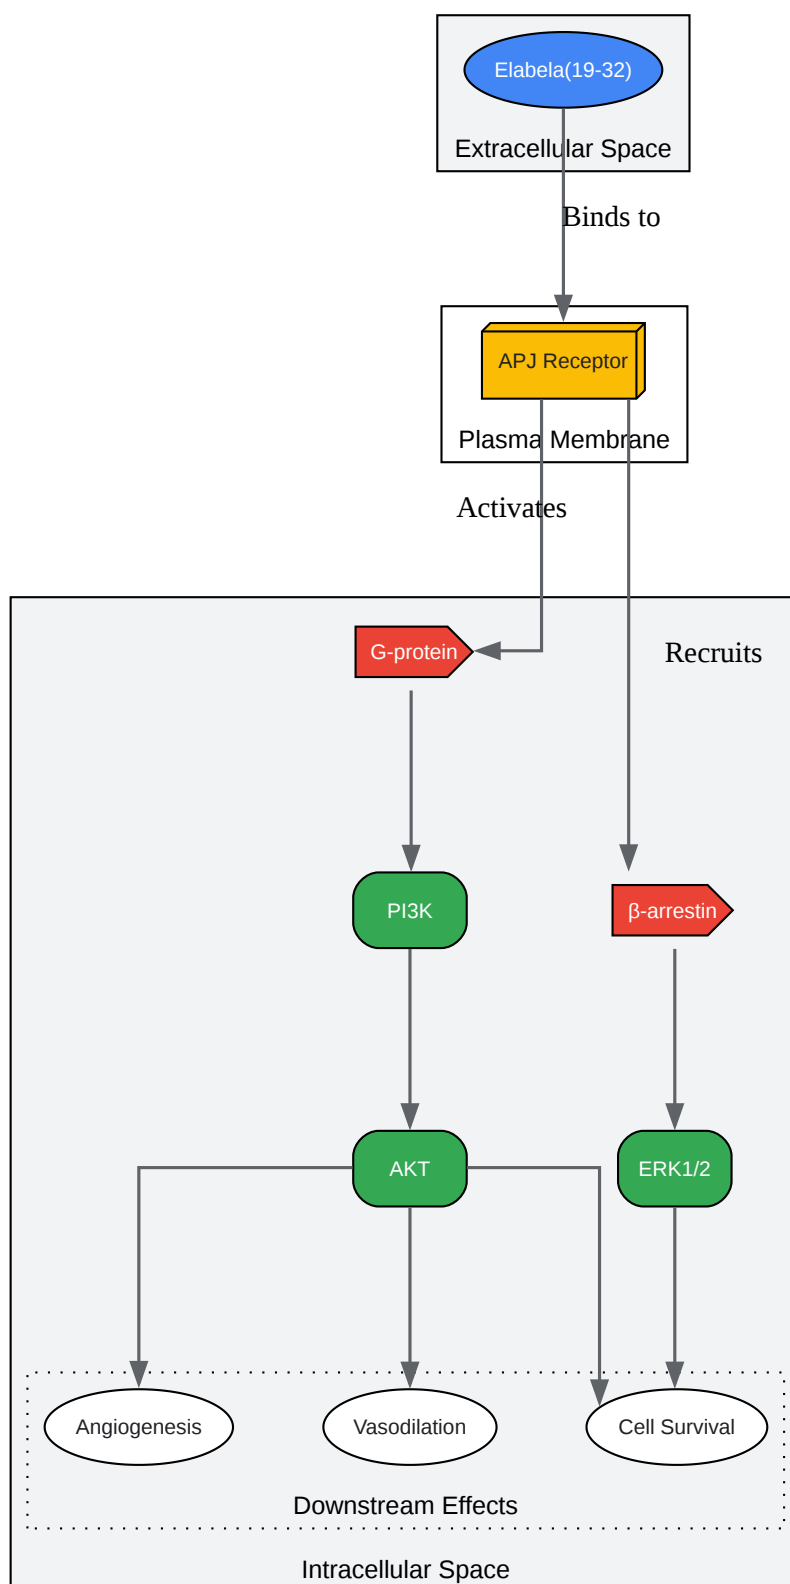 Elabela(19-32)
Extracellular Space
Binds to
APJ Receptor
Plasma Membrane
Activates
G-protein
Recruits
PI3K
β-arrestin
AKT
ERK1/2
Angiogenesis
Vasodilation
Cell Survival
Downstream Effects
Intracellular Space